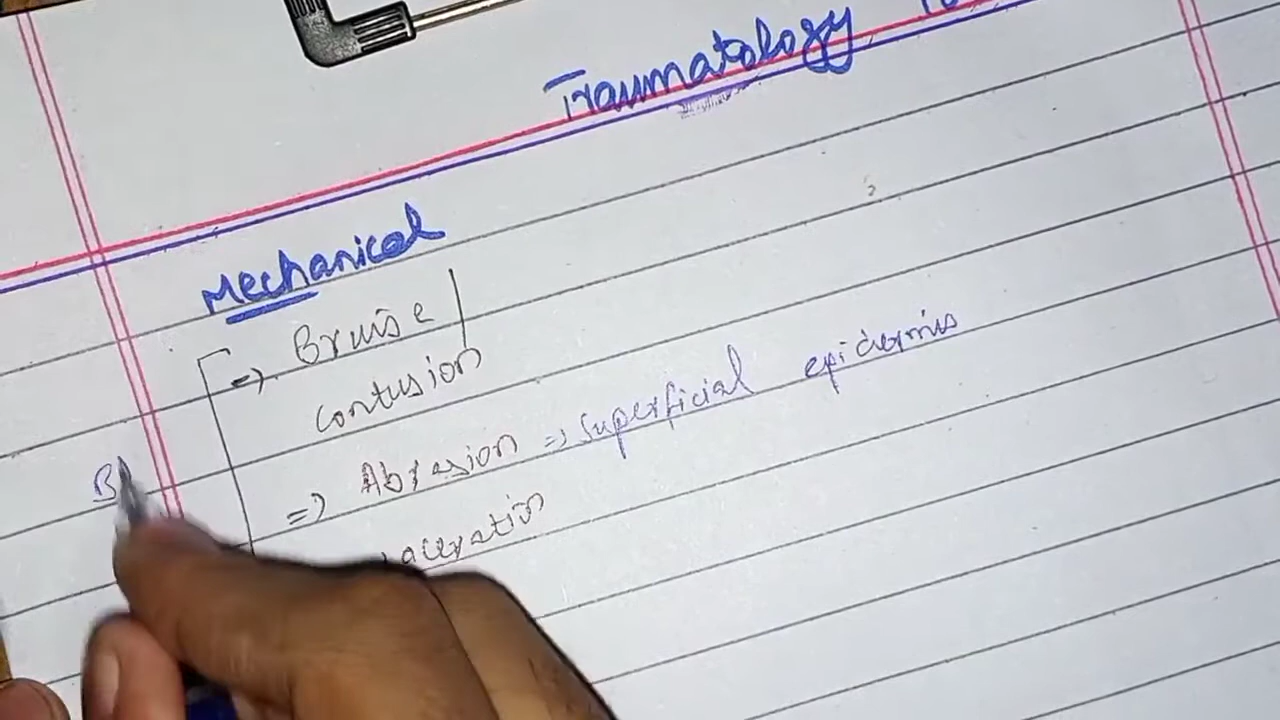 Traumatology
Mechanical
=> Bruise /
contusion
=> Abrasion => superficial epidermis
laceration
B